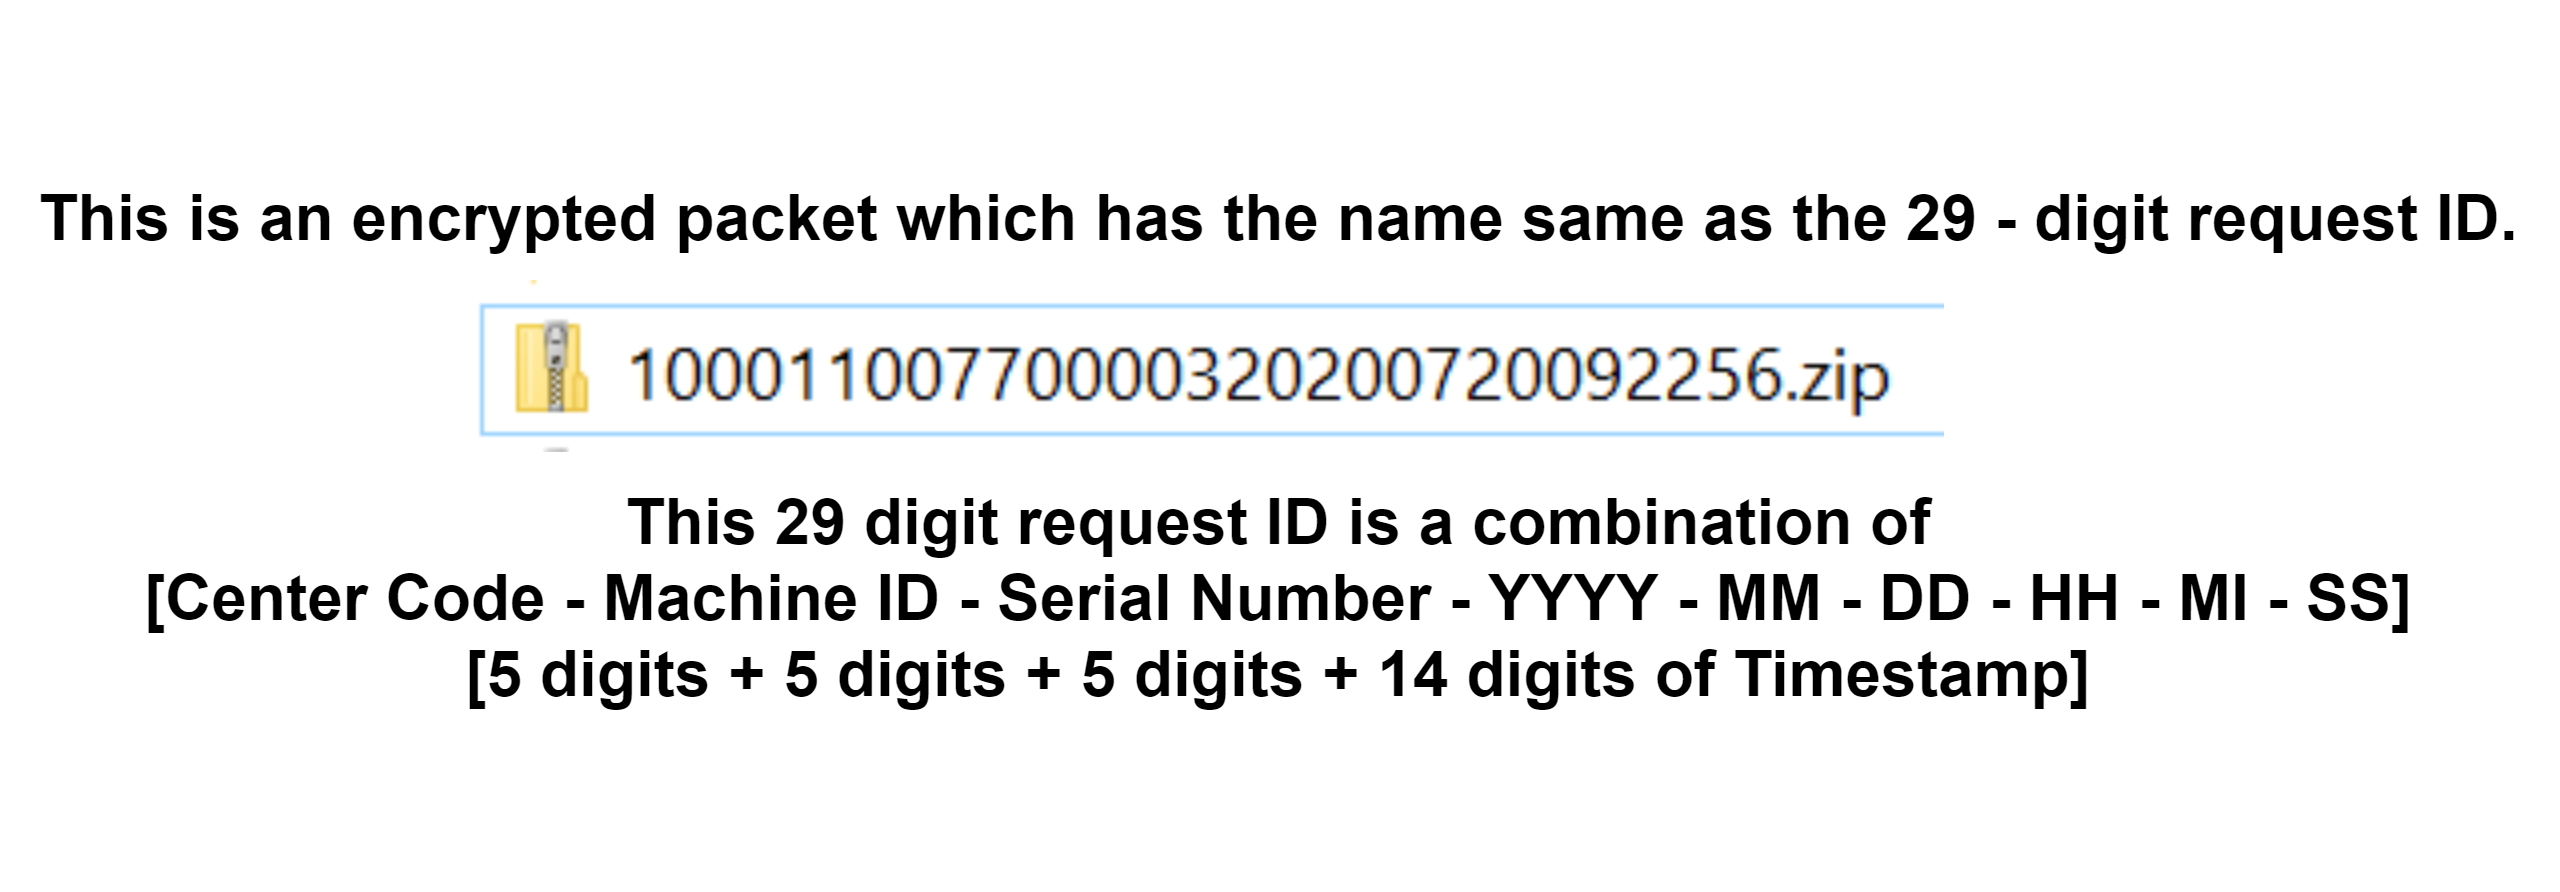 This is an encrypted packet which has the name same as the 29 - digit request ID.
10001100770000320200720092256.zip
This 29 digit request ID is a combination of
[Center Code - Machine ID - Serial Number - YYYY - MM - DD - HH - MI - SS]
[5 digits + 5 digits + 5 digits + 14 digits of Timestamp]